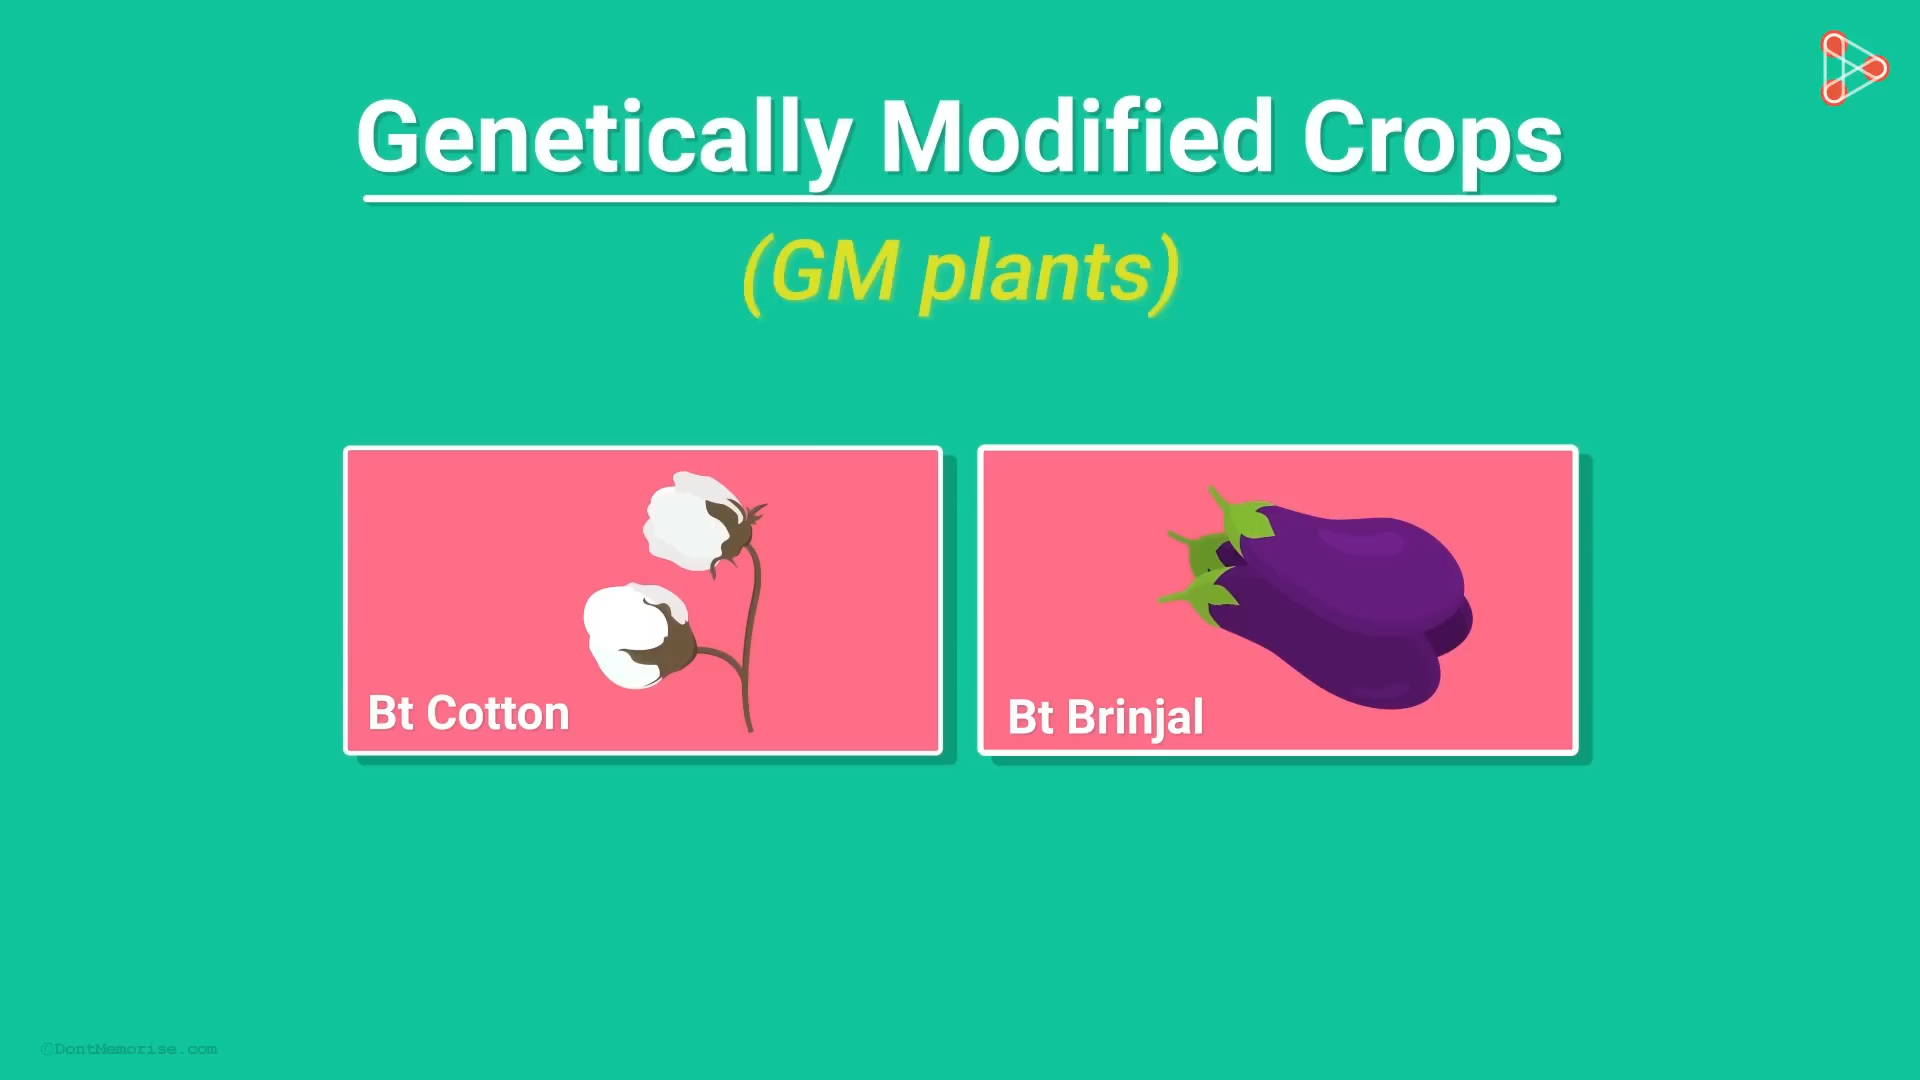 Genetically Modified Crops
(GM plants)
Bt Cotton
Bt Brinjal
©DontMemorise.com